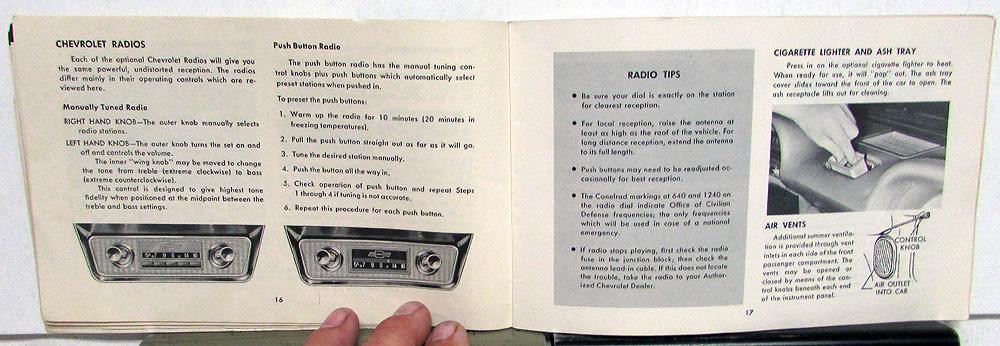 CHEVROLET RADIOS
Each of the optional Chevrolet Radios will give you
the same powerful, undistorted reception. The radios
differ mainly in their operating controls which are re-
viewed here.
Manually Tuned Radio
RIGHT HAND KNOB—The outer knob manually selects
radio stations.
LEFT HAND KNOB—The outer knob turns the set on and
off and controls the volume.
The inner "wing knob" may be moved to change
the tone from treble (extreme clockwise) to bass
(extreme counterclockwise).
This control is designed to give highest tone
fidelity when positioned at the midpoint between the
treble and bass settings.
Push Button Radio
The push button radio has the manual tuning con-
trol knobs plus push buttons which automatically select
preset stations when pushed in.
To preset the push buttons:
1. Warm up the radio for 10 minutes (20 minutes in
freezing temperatures).
2. Pull the push button straight out as far as it will go.
3. Tune the desired station manually.
4. Push the button all the way in.
5. Check operation of push button and repeat Steps
1 through 4 if tuning is not accurate.
6. Repeat this procedure for each push button.
16
RADIO TIPS
• Be sure your dial is exactly on the station
for clearest reception.
• For local reception, raise the antenna at
least as high as the roof of the vehicle. For
long distance reception, extend the antenna
to its full length.
• Push buttons may need to be readjusted oc-
casionally for best reception.
• The Conelrad markings at 640 and 1240 on
the radio dial indicate Office of Civilian
Defense frequencies; the only frequencies
which will be used in case of a national
emergency.
• If radio stops playing, first check the radio
fuse in the junction block; then check the
antenna lead-in cable. If this does not locate
the trouble, take the radio to your Author-
ized Chevrolet Dealer.
CIGARETTE LIGHTER AND ASH TRAY
Press in on the optional cigarette lighter to heat.
When ready for use, it will "pop" out. The ash tray
cover slides toward the front of the car to open. The
ash receptacle lifts out for cleaning.
AIR VENTS
Additional summer ventila-
tion is provided through vent
inlets in each side of the front
passenger compartment. The
vents may be opened or
closed by means of the con-
trol knobs beneath each end
of the instrument panel.
CONTROL
KNOB
AIR OUTLET
INTO CAR
17